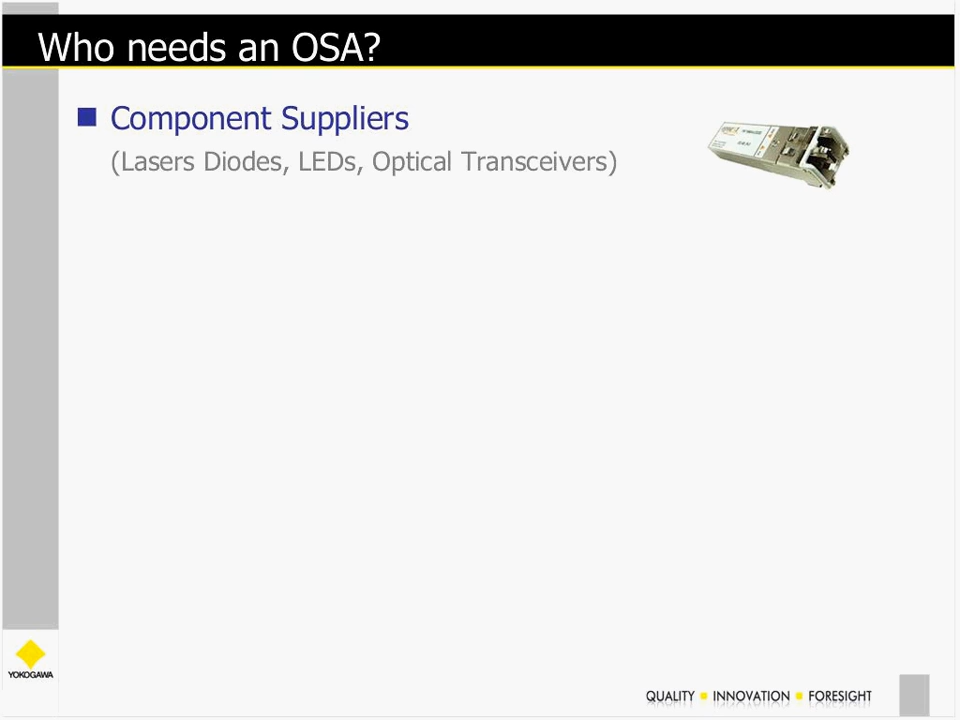 Who needs an OSA?
Component Suppliers
(Lasers Diodes, LEDs, Optical Transceivers)
YOKOGAWA
QUALITY ■ INNOVATION ■ FORESIGHT